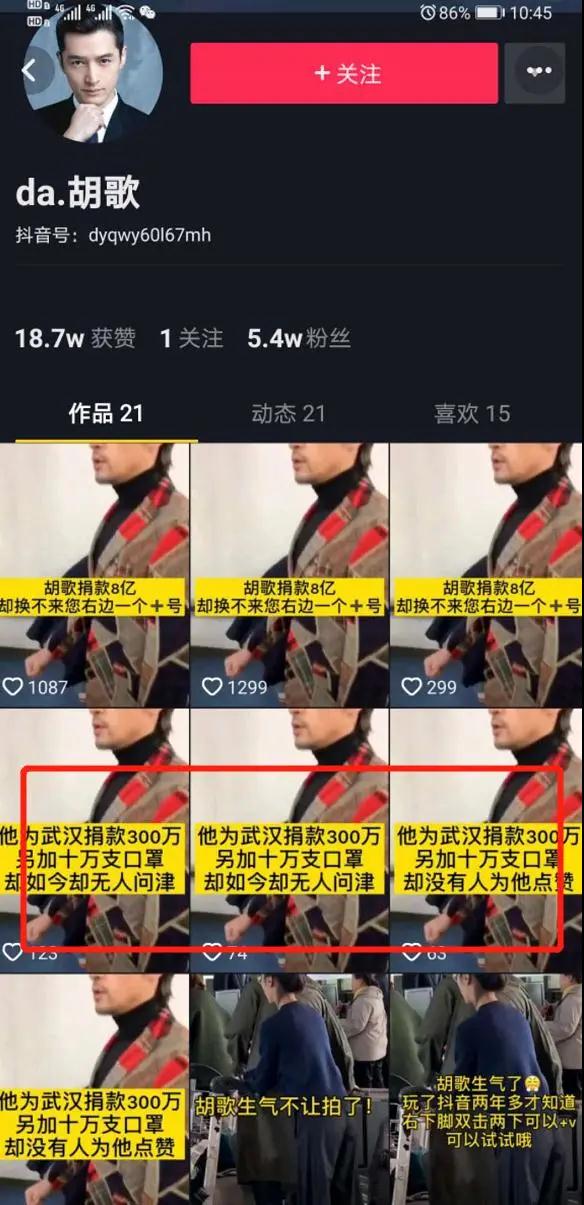 HD 4G 4G
HD
86% 10:45
+ 关注
da.胡歌
抖音号：dyqwy60l67mh
18.7w 获赞 1 关注 5.4w 粉丝
作品 21 动态 21 喜欢 15
胡歌捐款8亿
却换不来您右边一个➕号
1087
胡歌捐款8亿
却换不来您右边一个➕号
1299
胡歌捐款8亿
却换不来您右边一个➕号
299
他为武汉捐款300万
另加十万支口罩
却如今却无人问津
123
他为武汉捐款300万
另加十万支口罩
却如今却无人问津
74
他为武汉捐款300万
另加十万支口罩
却没有人为他点赞
63
他为武汉捐款300万
另加十万支口罩
却没有人为他点赞
胡歌生气不让拍了！
胡歌生气了😤
玩了抖音两年多才知道
右下脚双击两下可以+v
可以试试哦